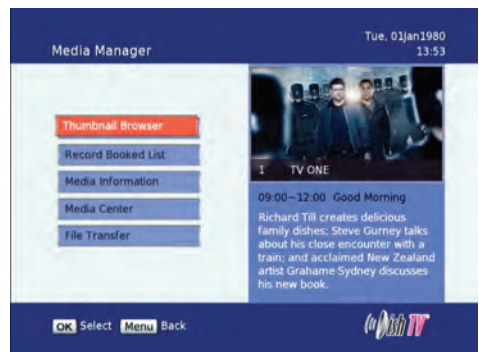 Media Manager
Tue, 01Jan1980
13:53
Thumbnail Browser
Record Booked List
Media Information
Media Center
File Transfer
1 TV ONE
09:00~12:00 Good Morning
Richard Till creates delicious
family dishes; Steve Gurney talks
about his close encounter with a
train; and acclaimed New Zealand
artist Grahame Sydney discusses
his new book.
OK Select Menu Back
Dish TV